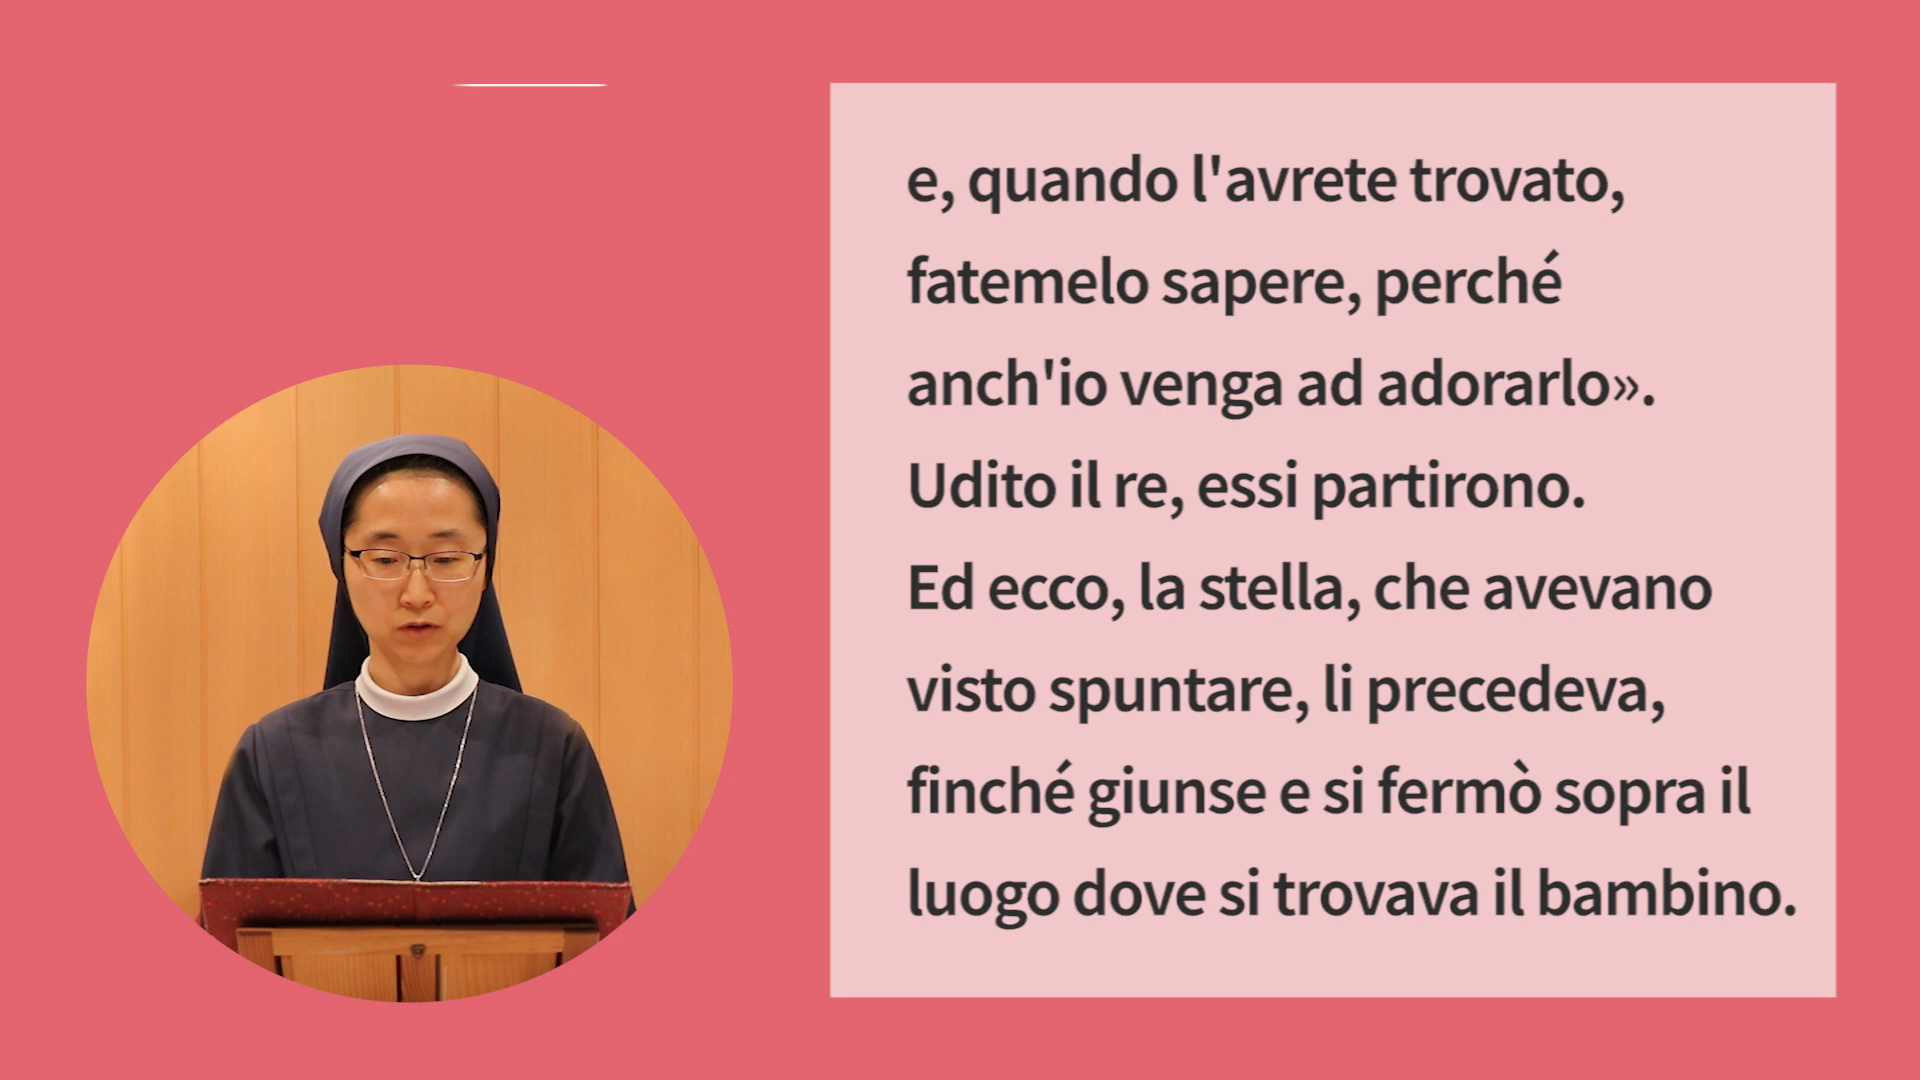 e, quando l'avrete trovato,
fatemelo sapere, perché
anch'io venga ad adorarlo».
Udito il re, essi partirono.
Ed ecco, la stella, che avevano
visto spuntare, li precedeva,
finché giunse e si fermò sopra il
luogo dove si trovava il bambino.